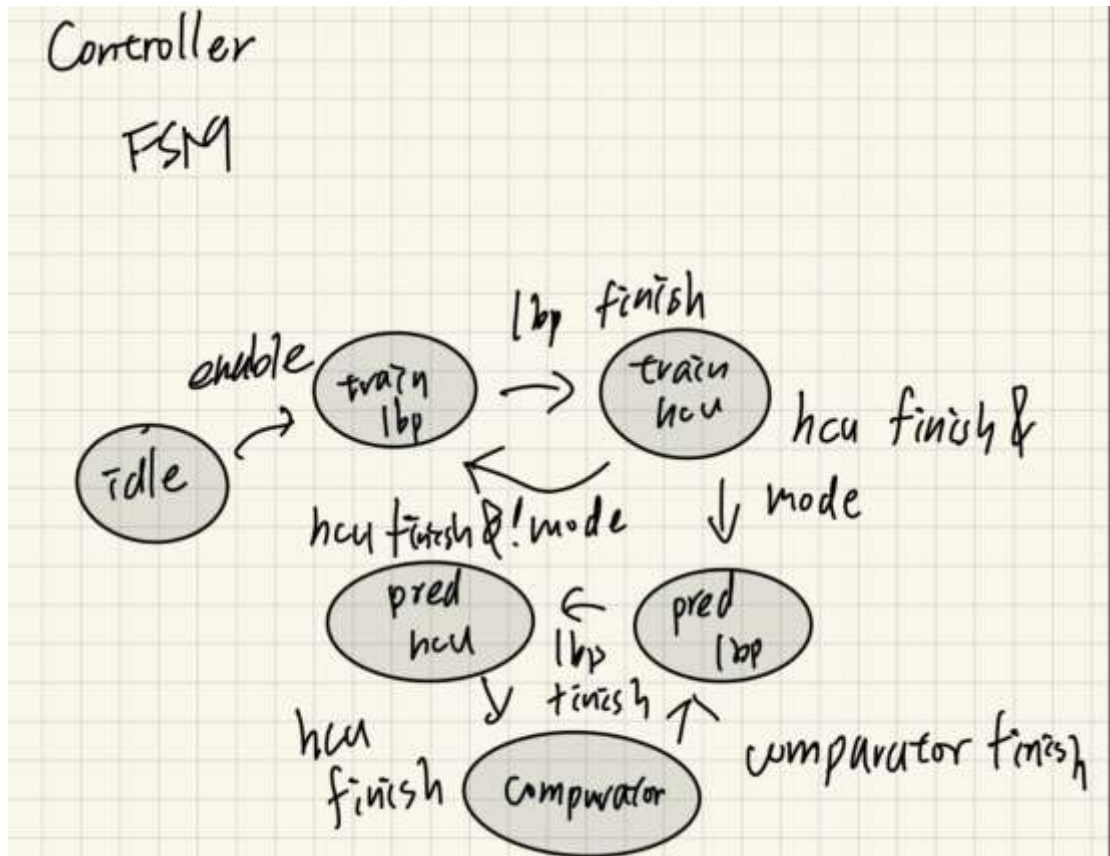 Controller
FSM
lbp finish
enable
train
lbp
train
hcu
hcu finish &
mode
idle
hcu finish & ! mode
pred
hcu
lbp
finish
pred
lbp
hcu
finish
comparator
comparator finish